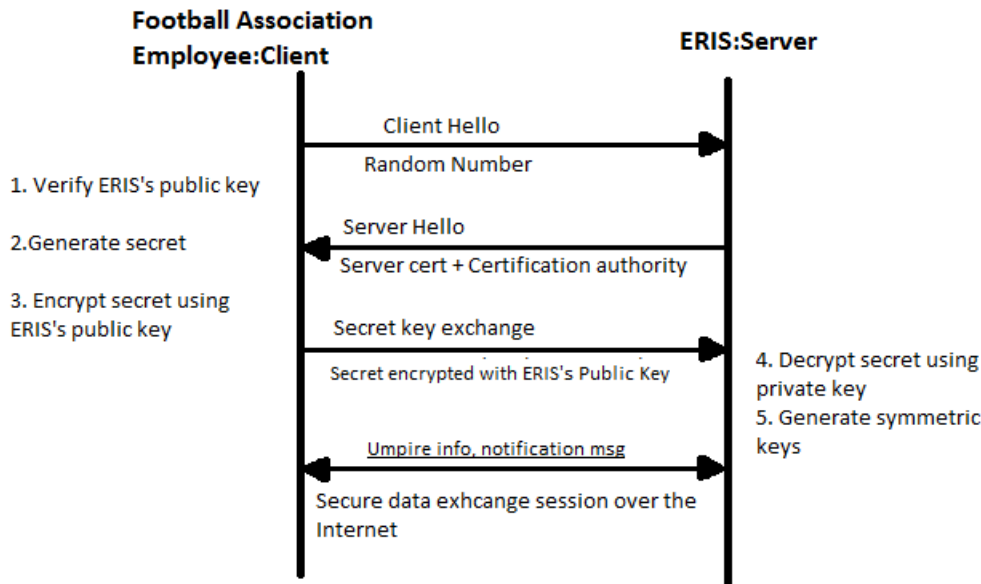 Football Association
Employee:Client
ERIS:Server
Client Hello
Random Number
1. Verify ERIS's public key
Server Hello
2.Generate secret
Server cert + Certification authority
3. Encrypt secret using
ERIS's public key
Secret key exchange
Secret encrypted with ERIS's Public Key
4. Decrypt secret using
private key
5. Generate symmetric
keys
Umpire info, notification msg
Secure data exhcange session over the
Internet